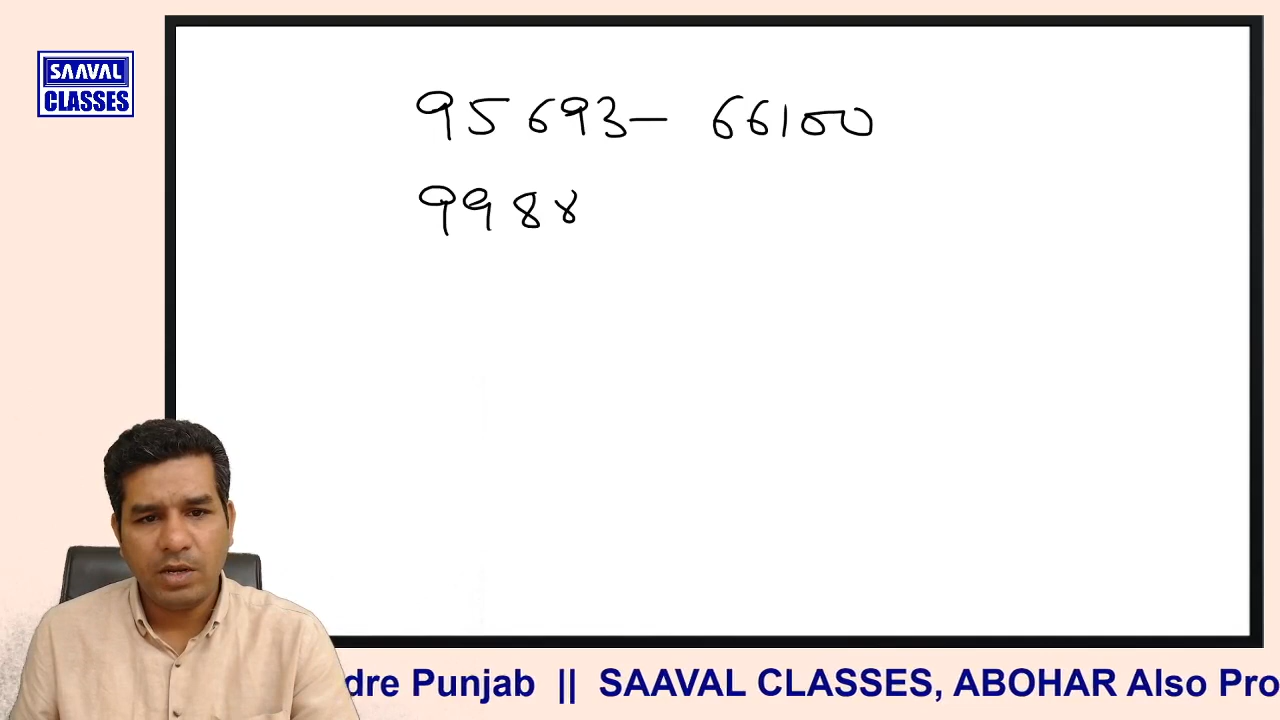 SAAVAL
CLASSES
95693- 66100
9988
dre Punjab || SAAVAL CLASSES, ABOHAR Also Pro